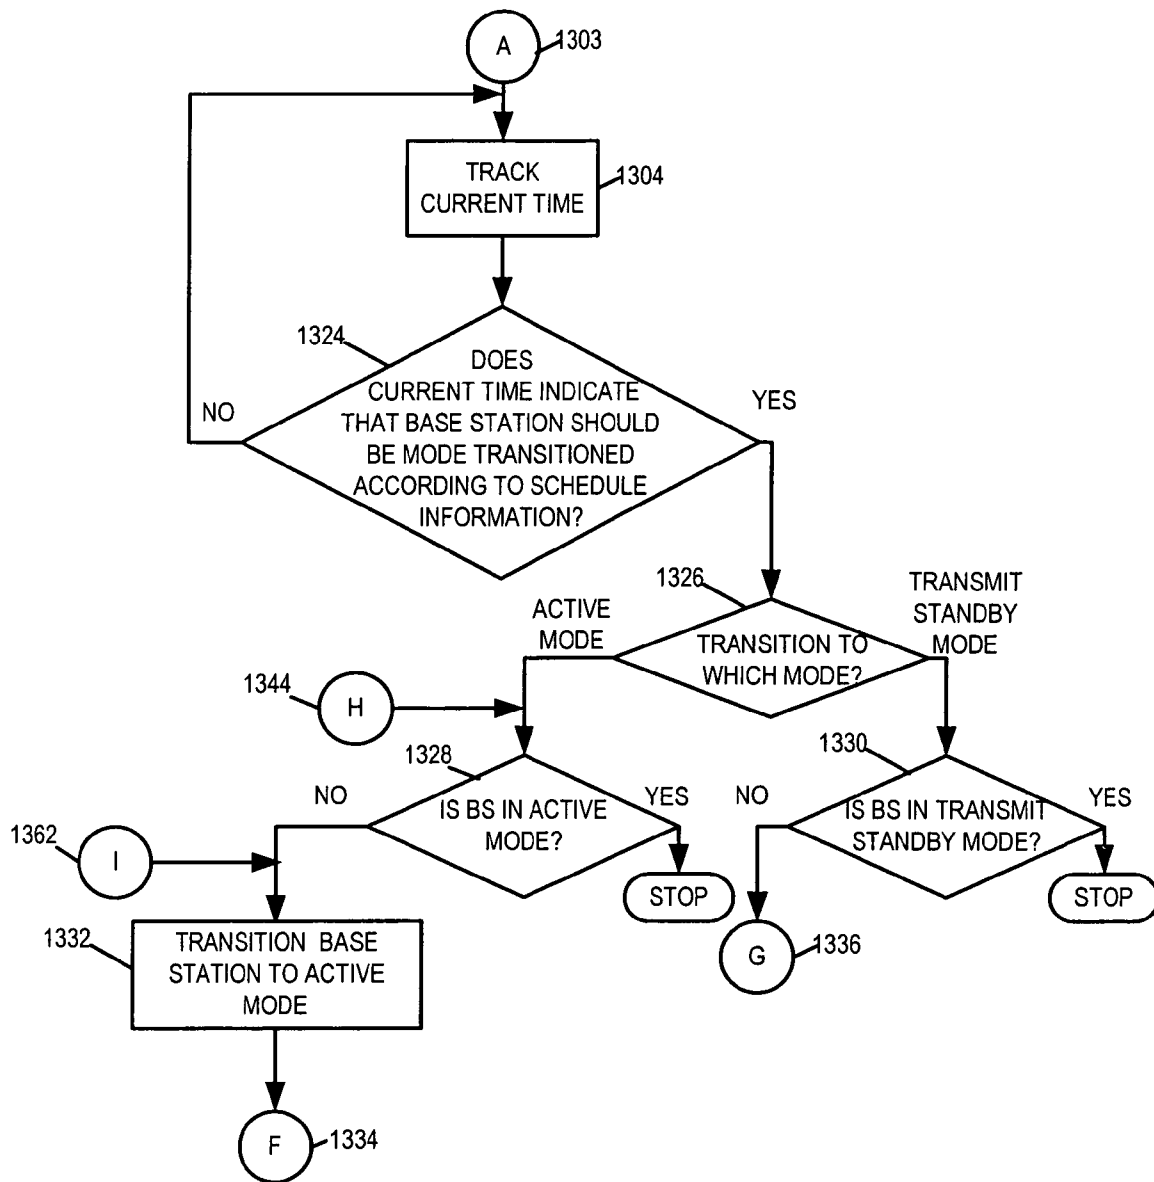 A
1303
TRACK
CURRENT TIME
1304
1324
DOES
CURRENT TIME INDICATE
THAT BASE STATION SHOULD
BE MODE TRANSITIONED
ACCORDING TO SCHEDULE
INFORMATION?
NO
YES
1326
TRANSITION TO
WHICH MODE?
ACTIVE
MODE
TRANSMIT
STANDBY
MODE
1344
H
1328
IS BS IN ACTIVE
MODE?
NO
YES
STOP
1330
IS BS IN TRANSMIT
STANDBY MODE?
NO
YES
STOP
1362
I
1332
TRANSITION BASE
STATION TO ACTIVE
MODE
G
1336
F
1334